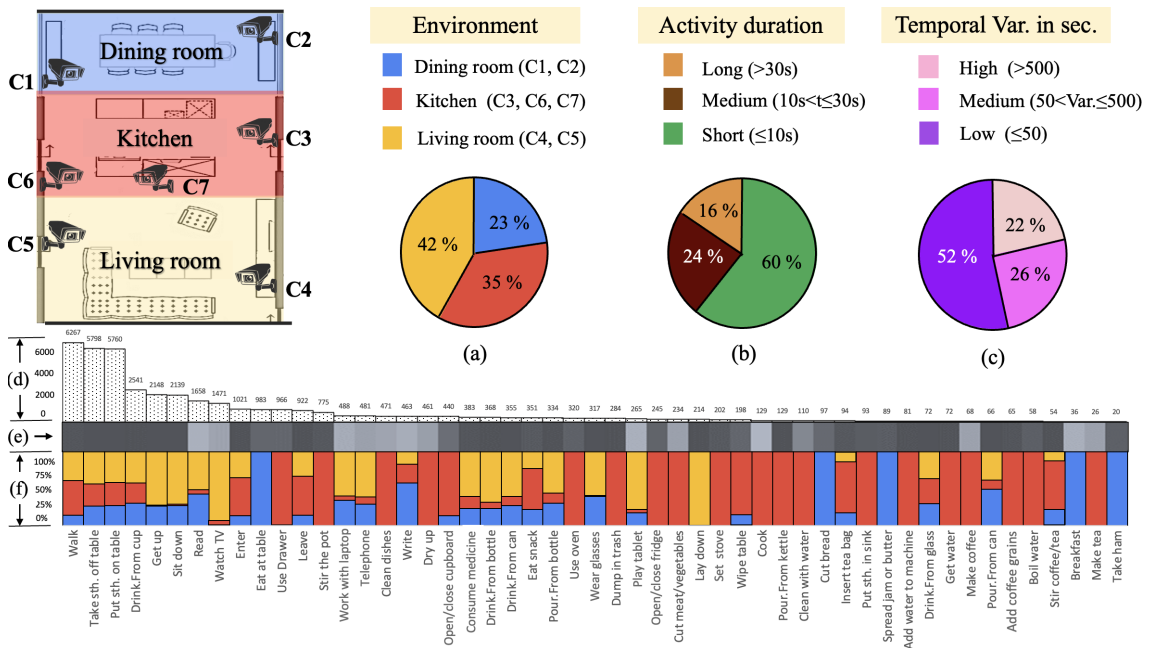 Dining room
C2
C1
Kitchen
C3
C6
C7
C5
Living room
C4
Environment
Dining room (C1, C2)
Kitchen (C3, C6, C7)
Living room (C4, C5)
23 %
42 %
35 %
(a)
Activity duration
Long (>30s)
Medium (10s<t≤30s)
Short (≤10s)
16 %
24 %
60 %
(b)
Temporal Var. in sec.
High (>500)
Medium (50<Var.≤500)
Low (≤50)
22 %
52 %
26 %
(c)
(d)
6000
4000
2000
0
6267 5798 5760 2541 2148 2139 1658 1471 1021 983 966 922 775 488 481 471 463 461 440 383 368 355 351 334 320 317 284 265 245 234 214 202 198 129 129 110 97 94 93 89 81 72 72 68 66 65 58 54 36 26 20
(e)
(f)
100%
75%
50%
25%
0%
Walk
Take sth. off table
Put sth. on table
Drink.From cup
Get up
Sit down
Read
Watch TV
Enter
Eat at table
Use Drawer
Leave
Stir the pot
Work with laptop
Telephone
Clean dishes
Write
Dry up
Open/close cupboard
Consume medicine
Drink.From bottle
Drink.From can
Eat snack
Pour.From bottle
Use oven
Wear glasses
Dump in trash
Play tablet
Open/close fridge
Cut meat/vegetables
Lay down
Set stove
Wipe table
Cook
Pour.From kettle
Clean with water
Cut bread
Insert tea bag
Put sth. in sink
Spread jam or butter
Add water to machine
Drink.From glass
Get water
Make coffee
Pour.From can
Add coffee grains
Boil water
Stir coffee/tea
Breakfast
Make tea
Take ham